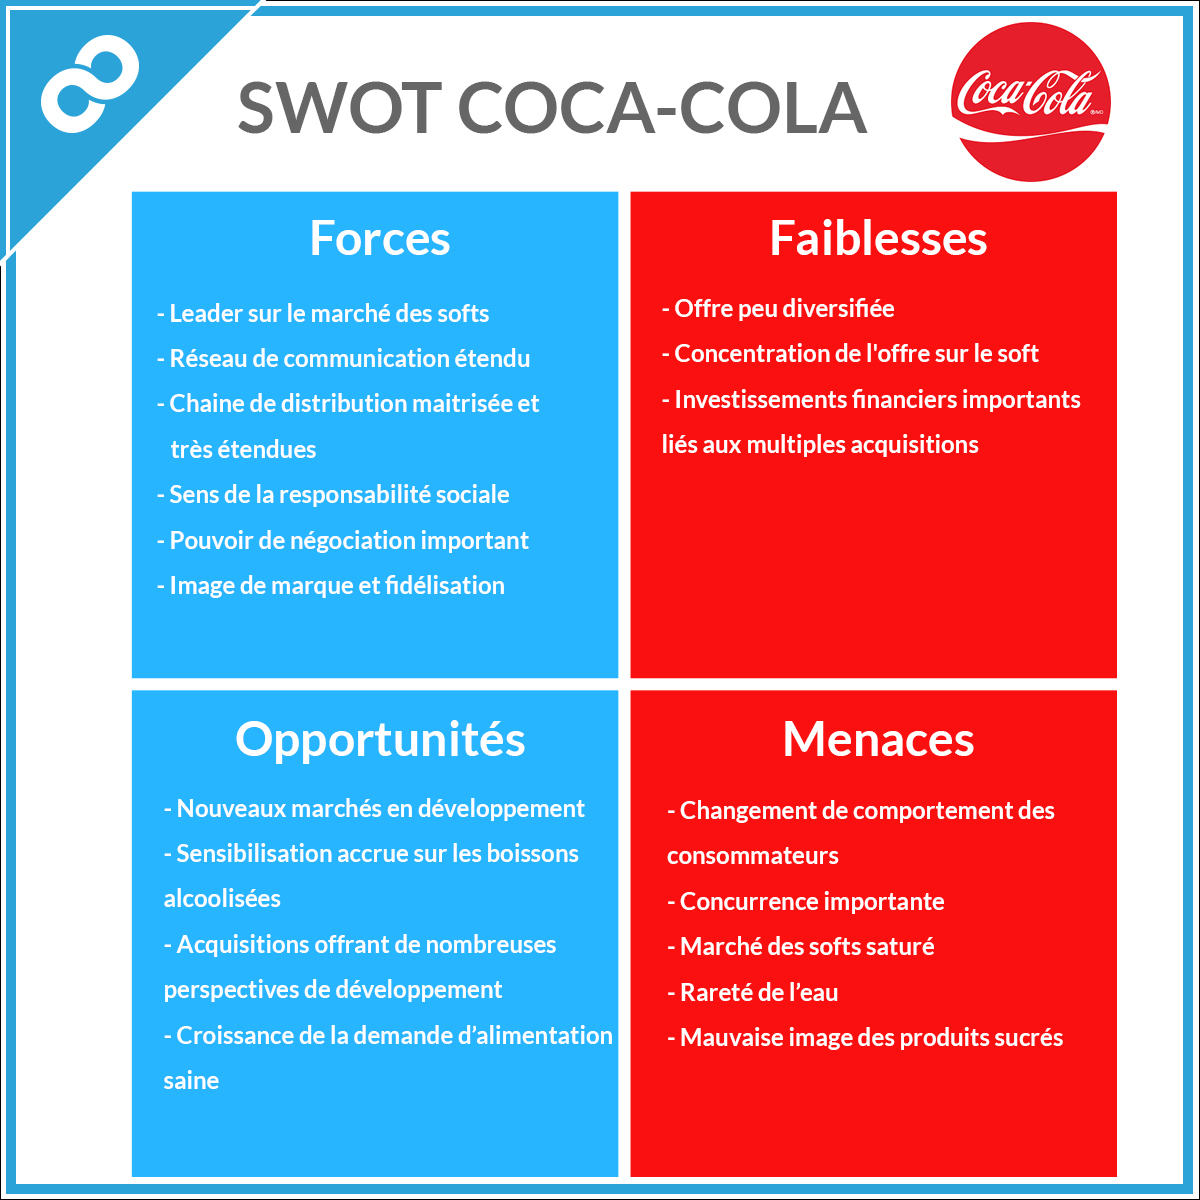 SWOT COCA-COLA
Coca-Cola
Forces
- Leader sur le marché des softs
- Réseau de communication étendu
- Chaine de distribution maitrisée et
très étendues
- Sens de la responsabilité sociale
- Pouvoir de négociation important
- Image de marque et fidélisation
Faiblesses
- Offre peu diversifiée
- Concentration de l'offre sur le soft
- Investissements financiers importants
liés aux multiples acquisitions
Opportunités
- Nouveaux marchés en développement
- Sensibilisation accrue sur les boissons
alcoolisées
- Acquisitions offrant de nombreuses
perspectives de développement
- Croissance de la demande d’alimentation
saine
Menaces
- Changement de comportement des
consommateurs
- Concurrence importante
- Marché des softs saturé
- Rareté de l’eau
- Mauvaise image des produits sucrés